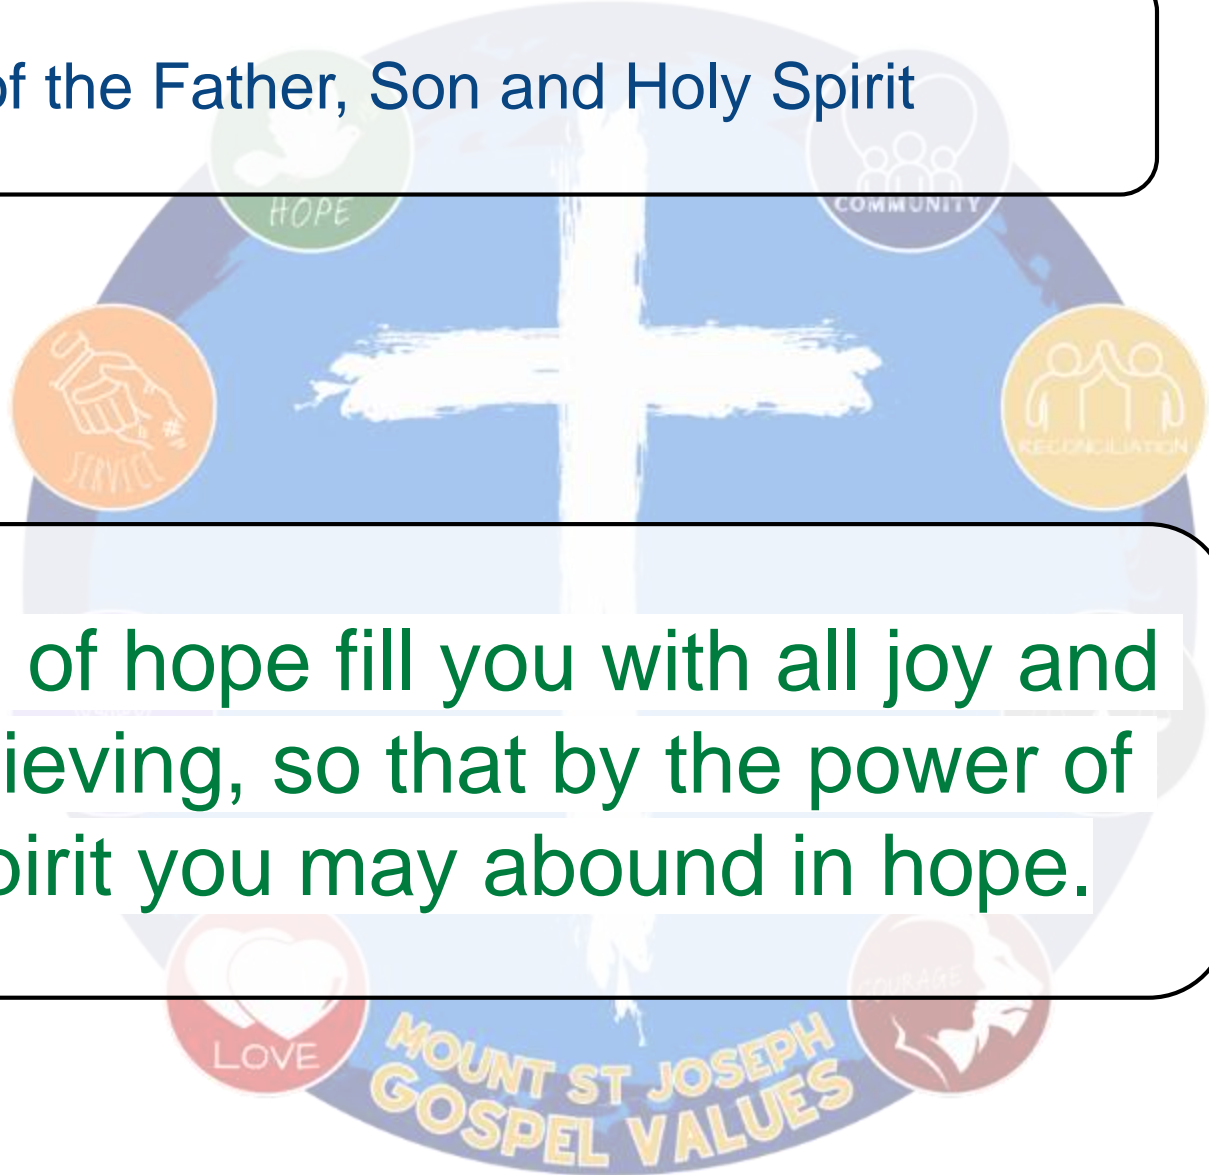 of the Father, Son and Holy Spirit
HOPE
COMMUNITY
SERVICE
RECONCILIATION
of hope fill you with all joy and
ieving, so that by the power of
pirit you may abound in hope.
LOVE
COURAGE
MOUNT ST JOSEPH
GOSPEL VALUES